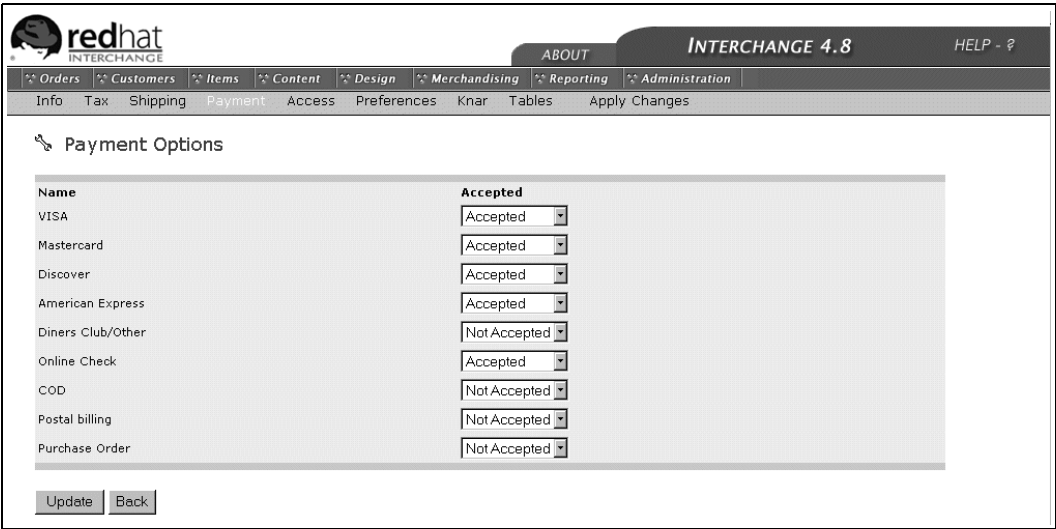 redhat
INTERCHANGE
ABOUT INTERCHANGE 4.8 HELP - ?
Orders Customers Items Content Design Merchandising Reporting Administration
Info Tax Shipping Payment Access Preferences Knar Tables Apply Changes
Payment Options
Name Accepted
VISA Accepted
Mastercard Accepted
Discover Accepted
American Express Accepted
Diners Club/Other Not Accepted
Online Check Accepted
COD Not Accepted
Postal billing Not Accepted
Purchase Order Not Accepted
Update Back